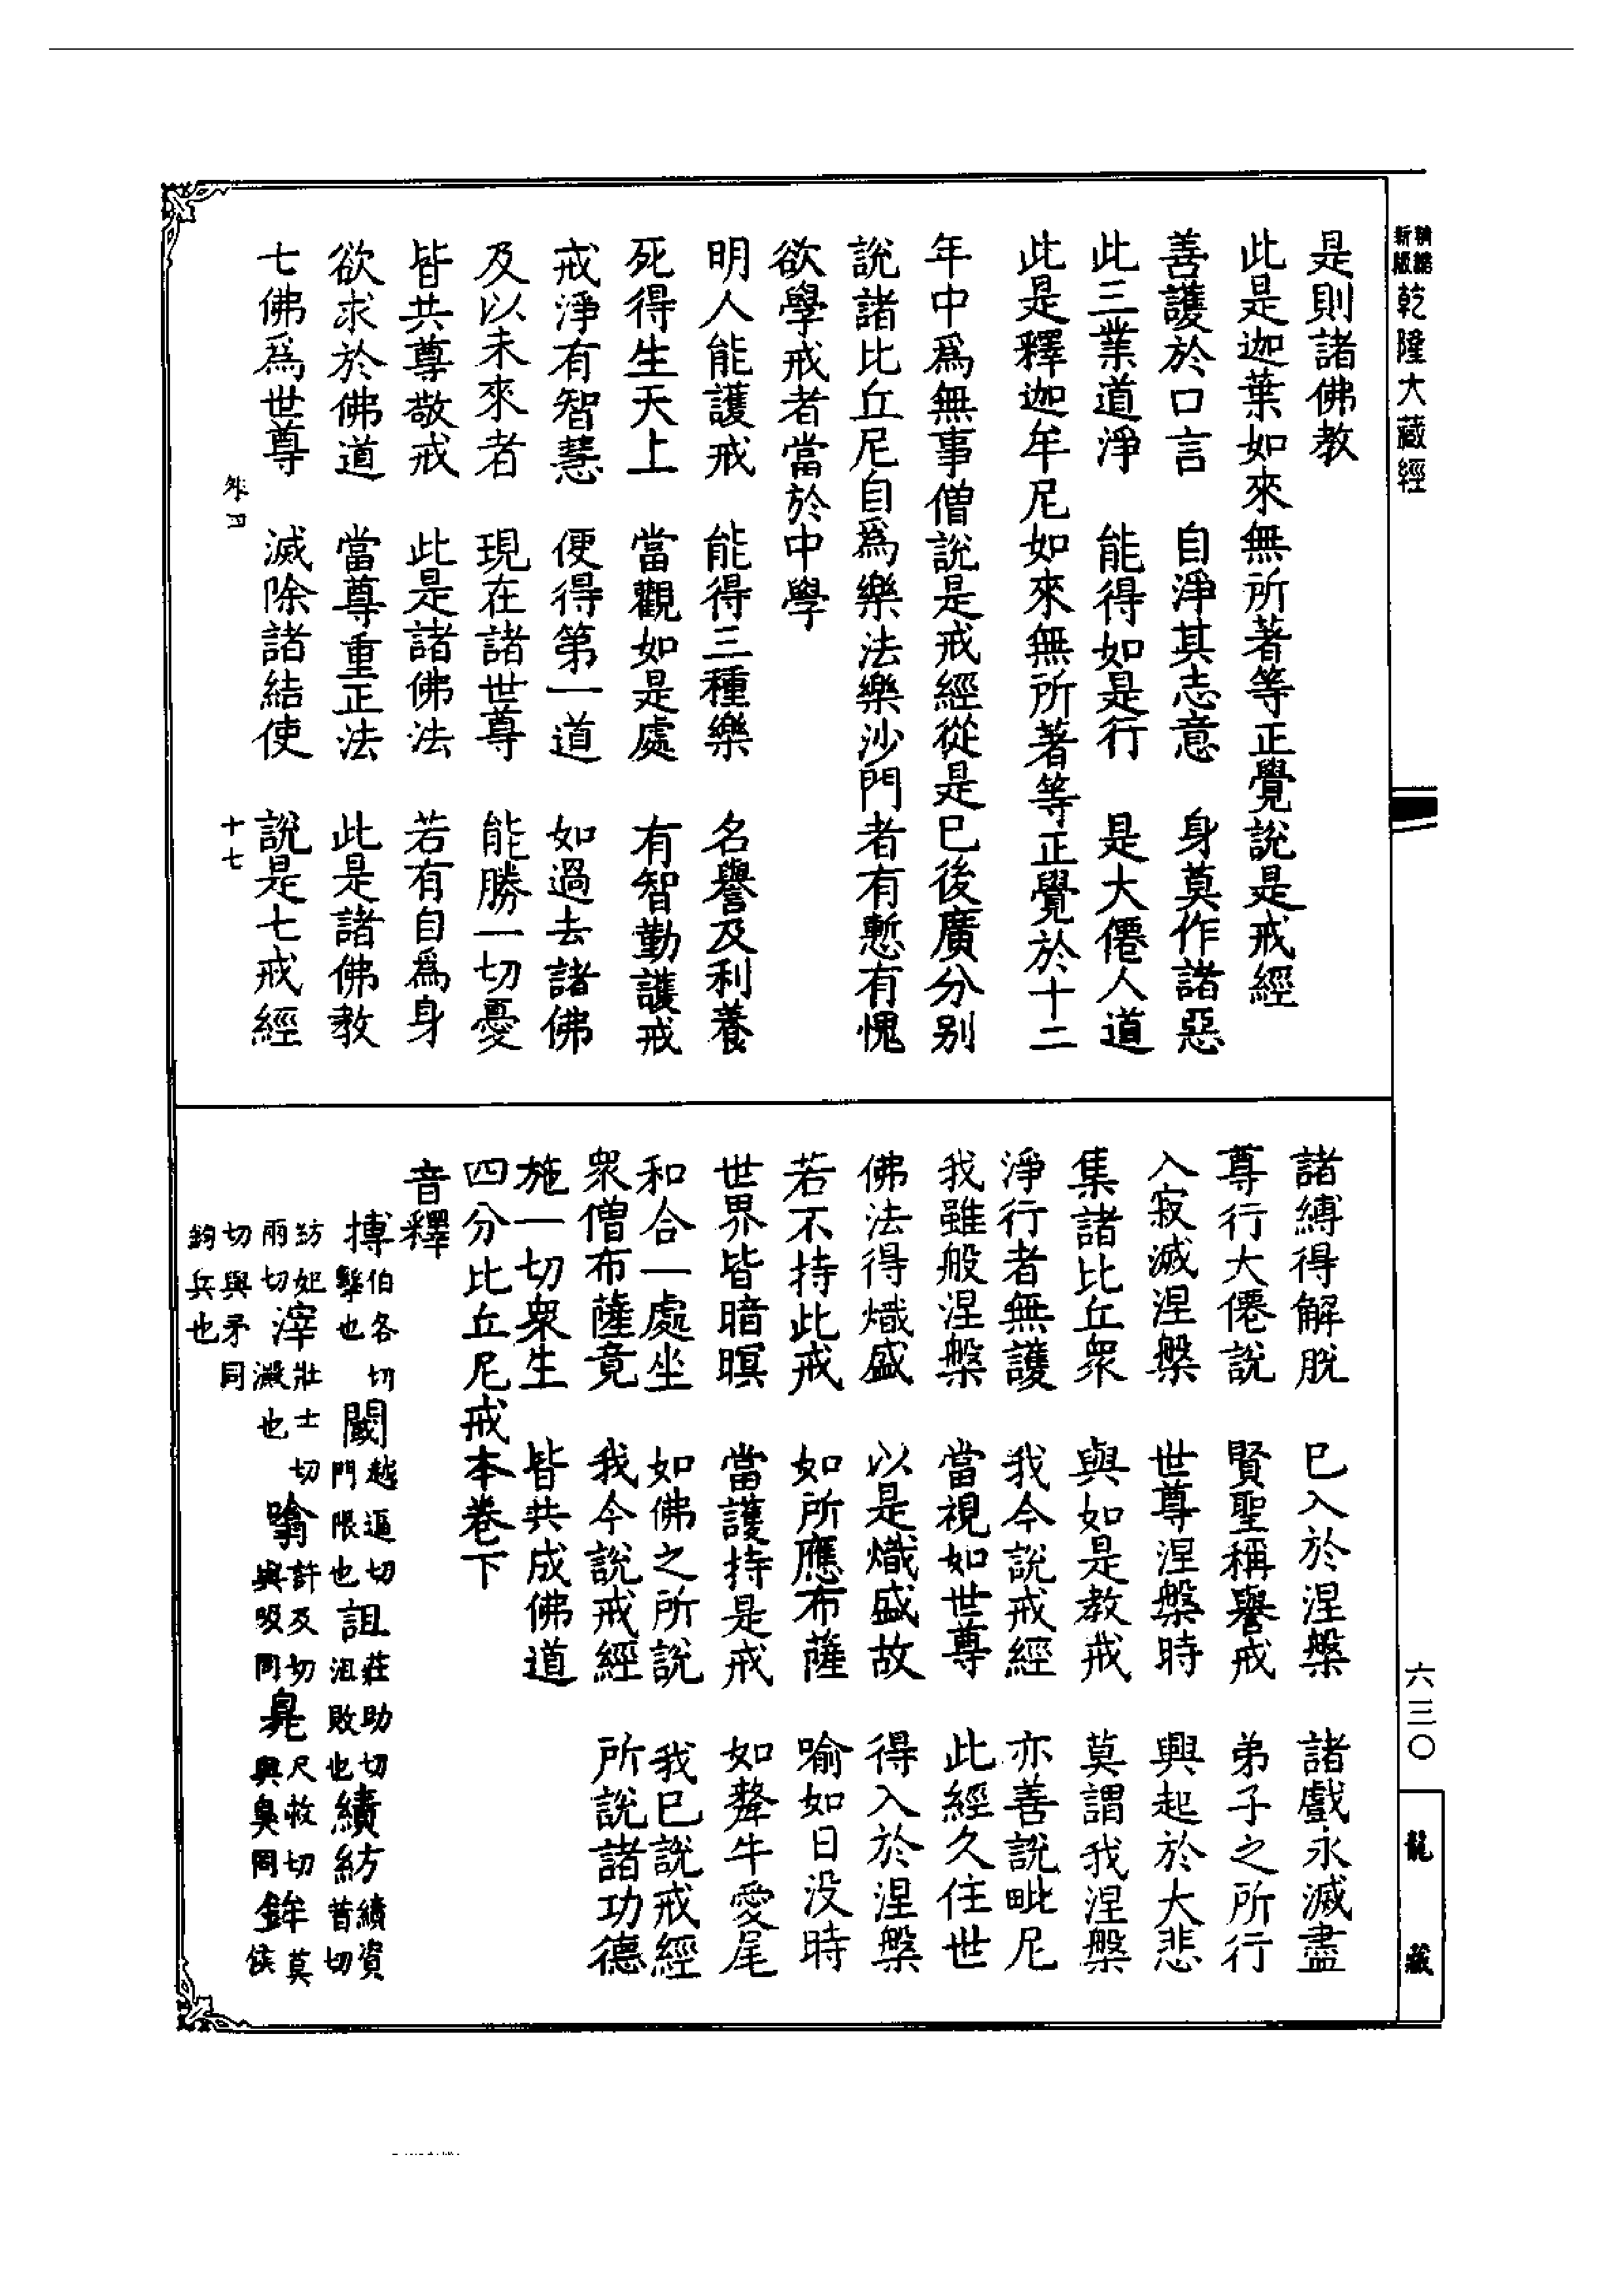 新版 精縮 乾隆大藏經
是則諸佛教
此是迦葉如來無所著等正覺說是戒經
善護於口言　自淨其志意　身莫作諸惡
此三業道淨　能得如是行　是大僊人道
此是釋迦牟尼如來無所著等正覺於十二
年中爲無事僧說是戒經從是已後廣分別
說諸比丘尼自爲樂法樂沙門者有慙有愧
欲學戒者當於中學
明人能護戒　能得三種樂　名譽及利養
死得生天上　當觀如是處　有智勤護戒
戒淨有智慧　便得第一道　如過去諸佛
及以未來者　現在諸世尊　能勝一切憂
皆共尊敬戒　此是諸佛法　若有自爲身
欲求於佛道　當尊重正法　此是諸佛教
七佛爲世尊　滅除諸結使　說是七戒經
十七
諸縛得解脫　已入於涅槃　諸戲永滅盡
尊行大僊說　賢聖稱譽戒　弟子之所行
入寂滅涅槃　世尊涅槃時　興起於大悲
集諸比丘衆　與如是教戒　莫謂我涅槃
淨行者無護　我今說戒經　亦善說毗尼
我雖般涅槃　當視如世尊　此經久住世
佛法得熾盛　以是熾盛故　得入於涅槃
若不持此戒　如所應布薩　喻如日没時
世界皆暗暝　當護持是戒　如犛牛愛尾
和合一處坐　如佛之所說　我已說戒經
衆僧布薩竟　我今說戒經　所說諸功德
施一切衆生　皆共成佛道
四分比丘尼戒本卷下
音釋
搏伯各切擊也　閾越逼切門限也　詛莊助切沮敗也　績紡績資昔切
紡妃兩切　滓壯士切澱也　噏許及切與吸同　臰尺救切與臭同　鉾莫侯
切與矛同鉤兵也
六三〇
龍藏